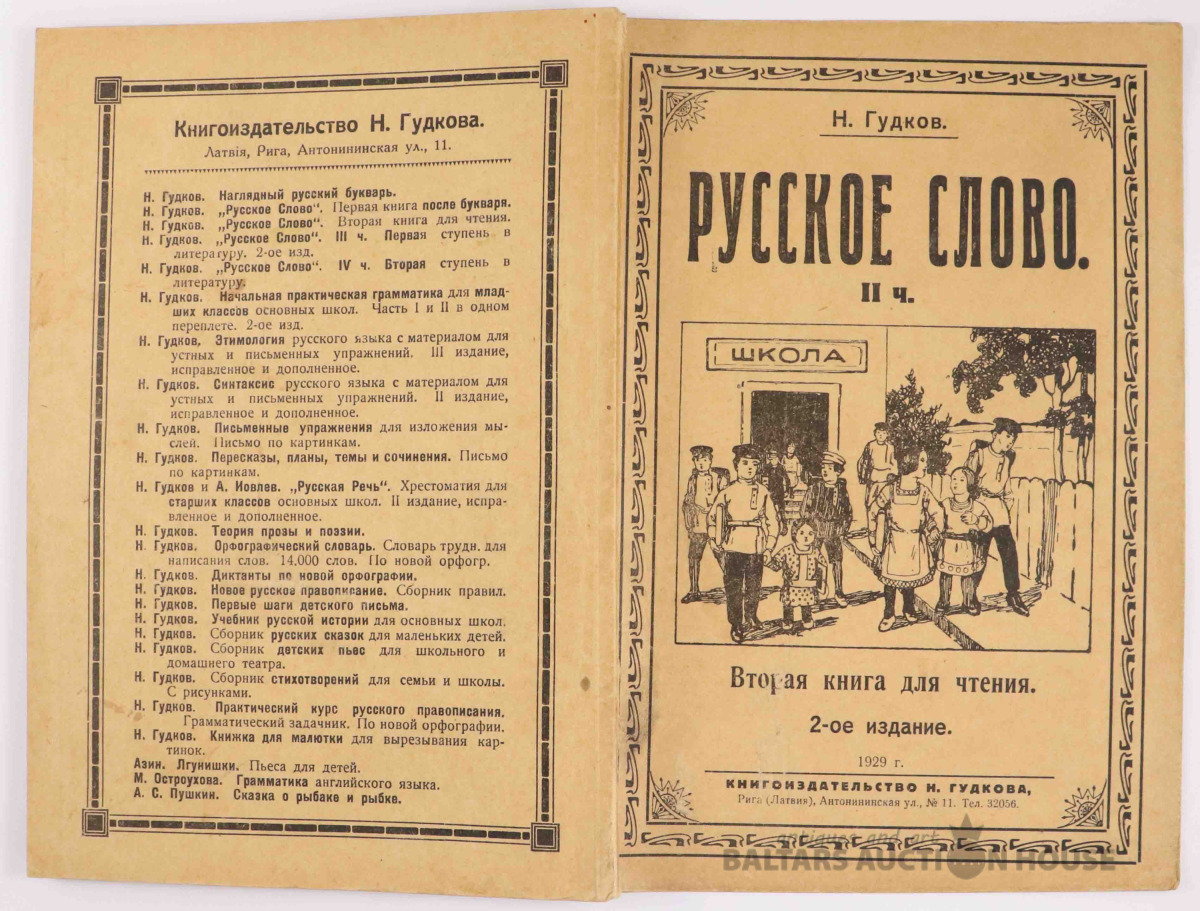 Книгоиздательство Н. Гудкова.
Латвія, Рига, Антонининская ул., 11.
Н. Гудков. Наглядный русский букварь.
Н. Гудков. „Русское Слово“. Первая книга после букваря.
Н. Гудков. „Русское Слово“. Вторая книга для чтения.
Н. Гудков. „Русское Слово“. III ч. Первая ступень в
литературу. 2-ое изд.
Н. Гудков. „Русское Слово“. IV ч. Вторая ступень в
литературу.
Н. Гудков. Начальная практическая грамматика для млад-
ших классов основных школ. Часть I и II в одном
переплете. 2-ое изд.
Н. Гудков, Этимология русского языка с материалом для
устных и письменных упражнений. III издание,
исправленное и дополненное.
Н. Гудков. Синтаксис русского языка с материалом для
устных и письменных упражнений. II издание,
исправленное и дополненное.
Н. Гудков. Письменные упражнения для изложения мы-
слей. Письмо по картинкам.
Н. Гудков. Пересказы, планы, темы и сочинения. Письмо
по картинкам.
Н. Гудков и А. Иовлев. „Русская Речь“. Хрестоматия для
старших классов основных школ. II издание, испра-
вленное и дополненное.
Н. Гудков. Теория прозы и поэзии.
Н. Гудков. Орфографический словарь. Словарь трудн. для
написания слов. 14.000 слов. По новой орфогр.
Н. Гудков. Диктанты по новой орфографии.
Н. Гудков. Новое русское правописание. Сборник правил.
Н. Гудков. Первые шаги детского письма.
Н. Гудков. Учебник русской истории для основных школ.
Н. Гудков. Сборник русских сказок для маленьких детей.
Н. Гудков. Сборник детских пьес для школьного и
домашнего театра.
Н. Гудков. Сборник стихотворений для семьи и школы.
С рисунками.
Н. Гудков. Практический курс русского правописания.
Грамматический задачник. По новой орфографии.
Н. Гудков. Книжка для малютки для вырезывания кар-
тинок.
Азин. Лгунишки. Пьеса для детей.
М. Остроухова. Грамматика английского языка.
А. С. Пушкин. Сказка о рыбаке и рыбке.
Н. Гудков.
РУССКОЕ СЛОВО.
II ч.
ШКОЛА
Вторая книга для чтения.
2-ое издание.
1929 г.
КНИГОИЗДАТЕЛЬСТВО Н. ГУДКОВА,
Рига (Латвия), Антонининская ул., № 11. Тел. 32056.
antiques and art
BALTARS AUCTION HOUSE